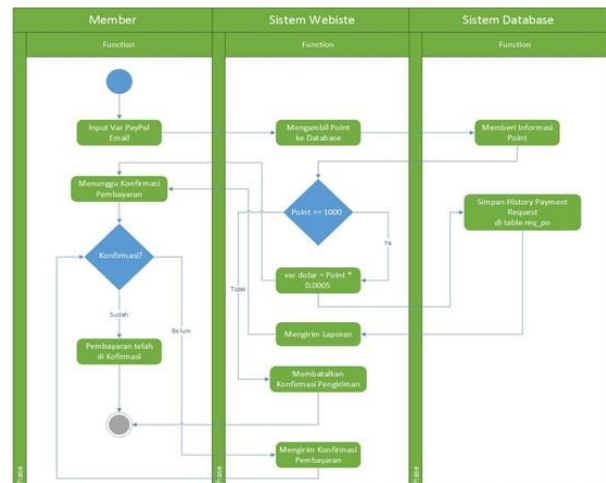 Member
Sistem Webiste
Sistem Database
Function
Function
Function
Input Var PayPal
Email
Mengambil Point
ke Database
Memberi Informasi
Point
Menunggu Konfirmasi
Pembayaran
Point >= 1000
Simpan History Payment
Request
di table req_po
Konfirmasi?
Ya
var dolar = Point *
0.0005
Tidak
Sudah
Belum
Mengirim Laporan
Pembayaran telah
di Kofirmasi
Membatalkan
Konfirmasi Pengiriman
Mengirim Konfirmasi
Pembayaran